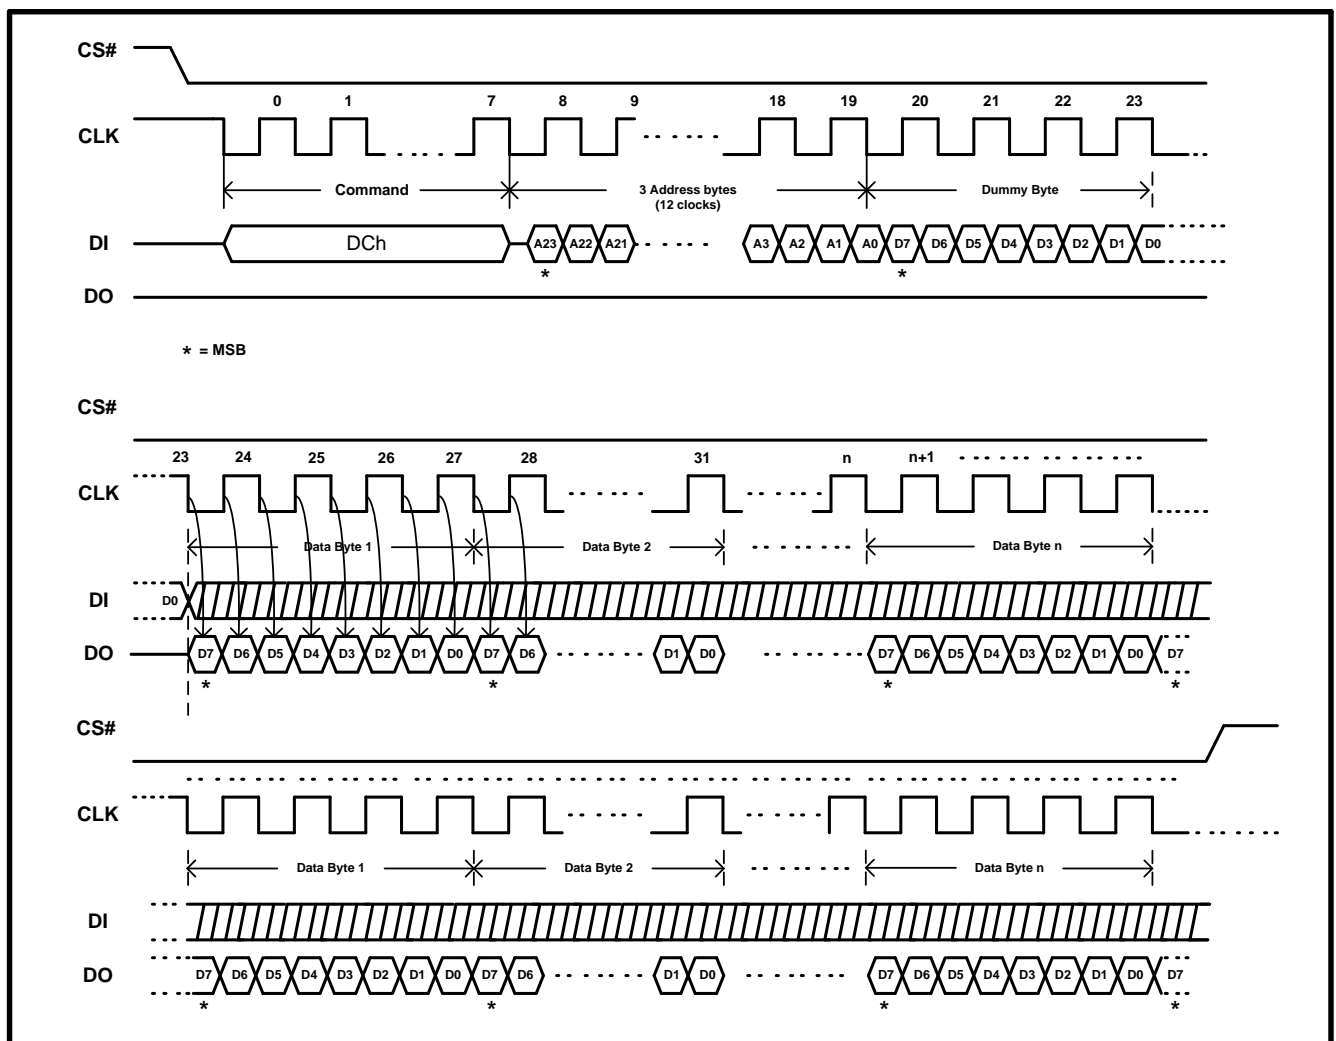 CS#
0 1 7 8 9 18 19 20 21 22 23
CLK
Command 3 Address bytes (12 clocks) Dummy Byte
DI DCh A23 A22 A21 A3 A2 A1 A0 D7 D6 D5 D4 D3 D2 D1 D0
* *
DO
* = MSB
CS#
23 24 25 26 27 28 31 n n+1
CLK
Data Byte 1 Data Byte 2 Data Byte n
DI D0
DO D7 D6 D5 D4 D3 D2 D1 D0 D7 D6 D1 D0 D7 D6 D5 D4 D3 D2 D1 D0 D7
* * * *
CS#
CLK
Data Byte 1 Data Byte 2 Data Byte n
DI
DO D7 D6 D5 D4 D3 D2 D1 D0 D7 D6 D1 D0 D7 D6 D5 D4 D3 D2 D1 D0 D7
* * * *